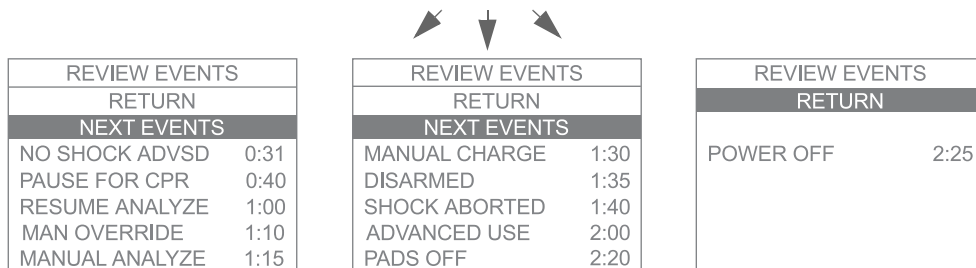 REVIEW EVENTS
RETURN
NEXT EVENTS
NO SHOCK ADVSD 0:31
PAUSE FOR CPR 0:40
RESUME ANALYZE 1:00
MAN OVERRIDE 1:10
MANUAL ANALYZE 1:15
REVIEW EVENTS
RETURN
NEXT EVENTS
MANUAL CHARGE 1:30
DISARMED 1:35
SHOCK ABORTED 1:40
ADVANCED USE 2:00
PADS OFF 2:20
REVIEW EVENTS
RETURN
POWER OFF 2:25